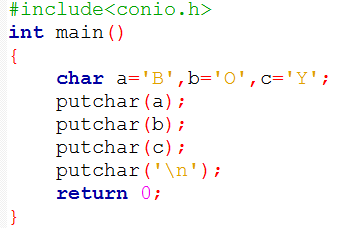 #include<conio.h>
int main()
{
    char a='B',b='O',c='Y';
    putchar(a);
    putchar(b);
    putchar(c);
    putchar('\n');
    return 0;
}